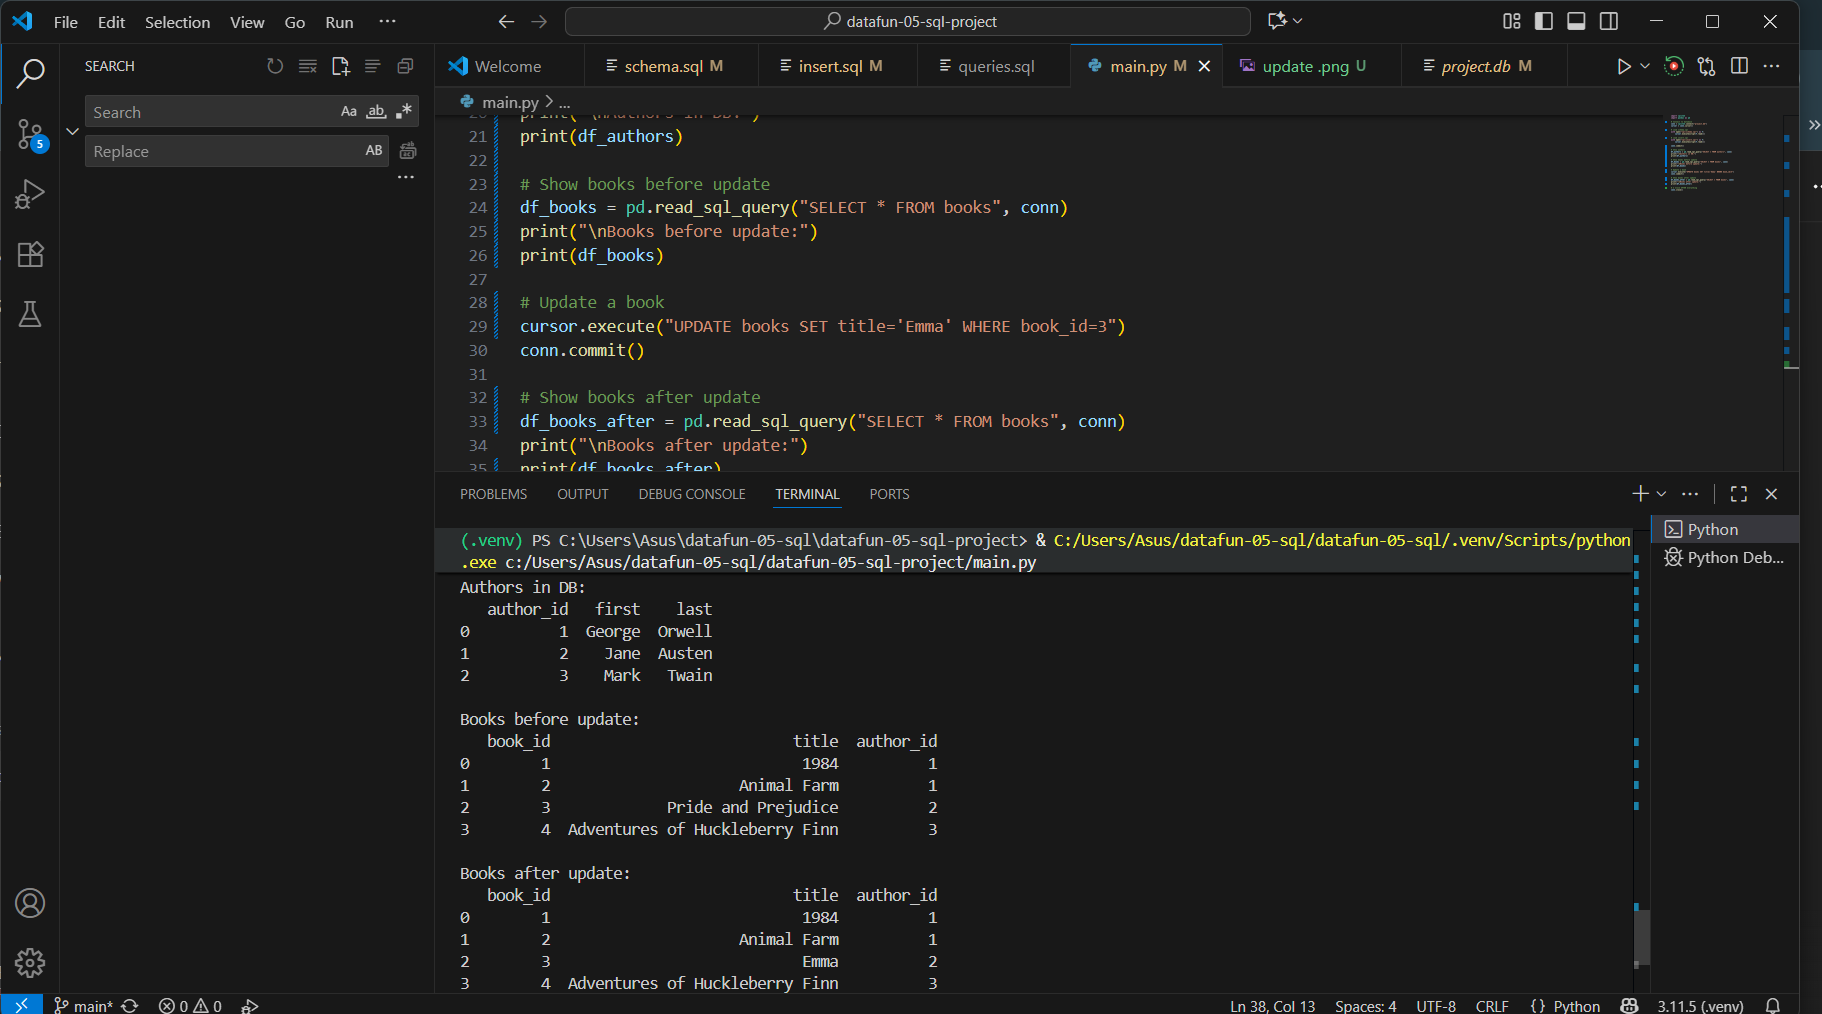 File Edit Selection View Go Run ··· datafun-05-sql-project
SEARCH
Search Aa ab
Replace AB
Welcome schema.sql M insert.sql M queries.sql main.py M update .png U project.db M
main.py > ...
20 print("\nAuthors in DB:")
21 print(df_authors)
22
23 # Show books before update
24 df_books = pd.read_sql_query("SELECT * FROM books", conn)
25 print("\nBooks before update:")
26 print(df_books)
27
28 # Update a book
29 cursor.execute("UPDATE books SET title='Emma' WHERE book_id=3")
30 conn.commit()
31
32 # Show books after update
33 df_books_after = pd.read_sql_query("SELECT * FROM books", conn)
34 print("\nBooks after update:")
35 print(df_books_after)
5
PROBLEMS OUTPUT DEBUG CONSOLE TERMINAL PORTS
(.venv) PS C:\Users\Asus\datafun-05-sql\datafun-05-sql-project> & C:/Users/Asus/datafun-05-sql/datafun-05-sql/.venv/Scripts/python
.exe c:/Users/Asus/datafun-05-sql/datafun-05-sql-project/main.py
Authors in DB:
author_id first last
0 1 George Orwell
1 2 Jane Austen
2 3 Mark Twain
Books before update:
book_id title author_id
0 1 1984 1
1 2 Animal Farm 1
2 3 Pride and Prejudice 2
3 4 Adventures of Huckleberry Finn 3
Books after update:
book_id title author_id
0 1 1984 1
1 2 Animal Farm 1
2 3 Emma 2
3 4 Adventures of Huckleberry Finn 3
Python
Python Deb...
main* 0 0 Ln 38, Col 13 Spaces: 4 UTF-8 CRLF {} Python 3.11.5 (.venv)